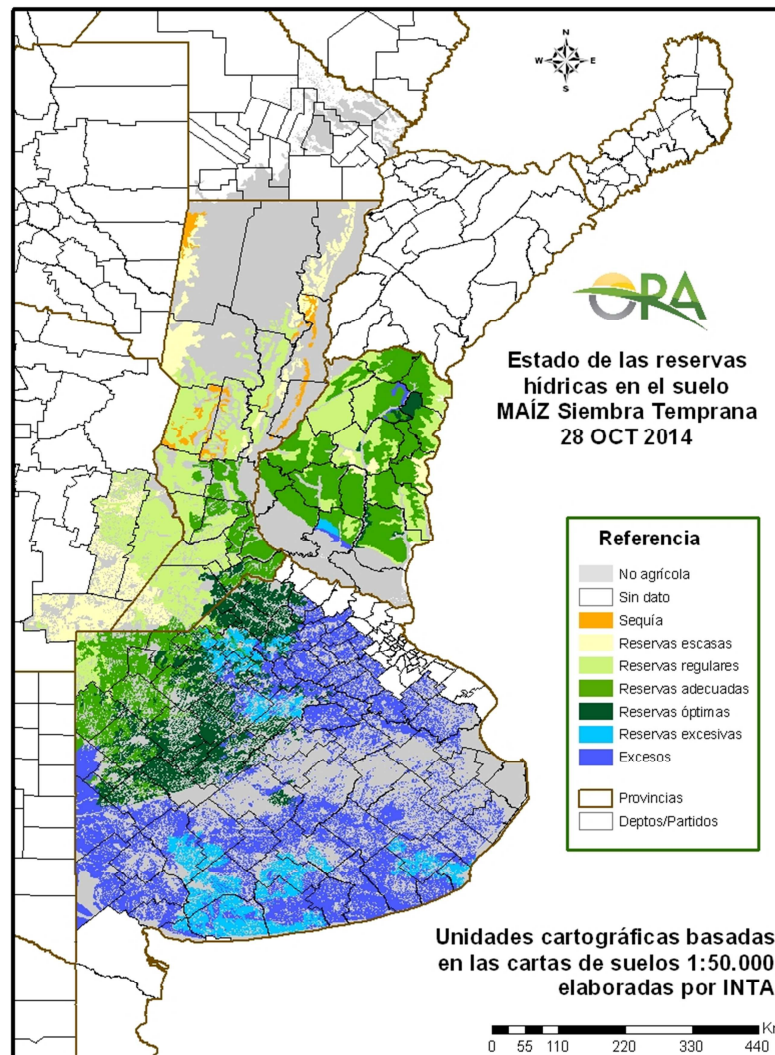 N
W
E
S
ORA
Estado de las reservas
hídricas en el suelo
MAÍZ Siembra Temprana
28 OCT 2014
Referencia
No agrícola
Sin dato
Sequía
Reservas escasas
Reservas regulares
Reservas adecuadas
Reservas óptimas
Reservas excesivas
Excesos
Provincias
Deptos/Partidos
Unidades cartográficas basadas
en las cartas de suelos 1:50.000
elaboradas por INTA
Km
0 55 110 220 330 440